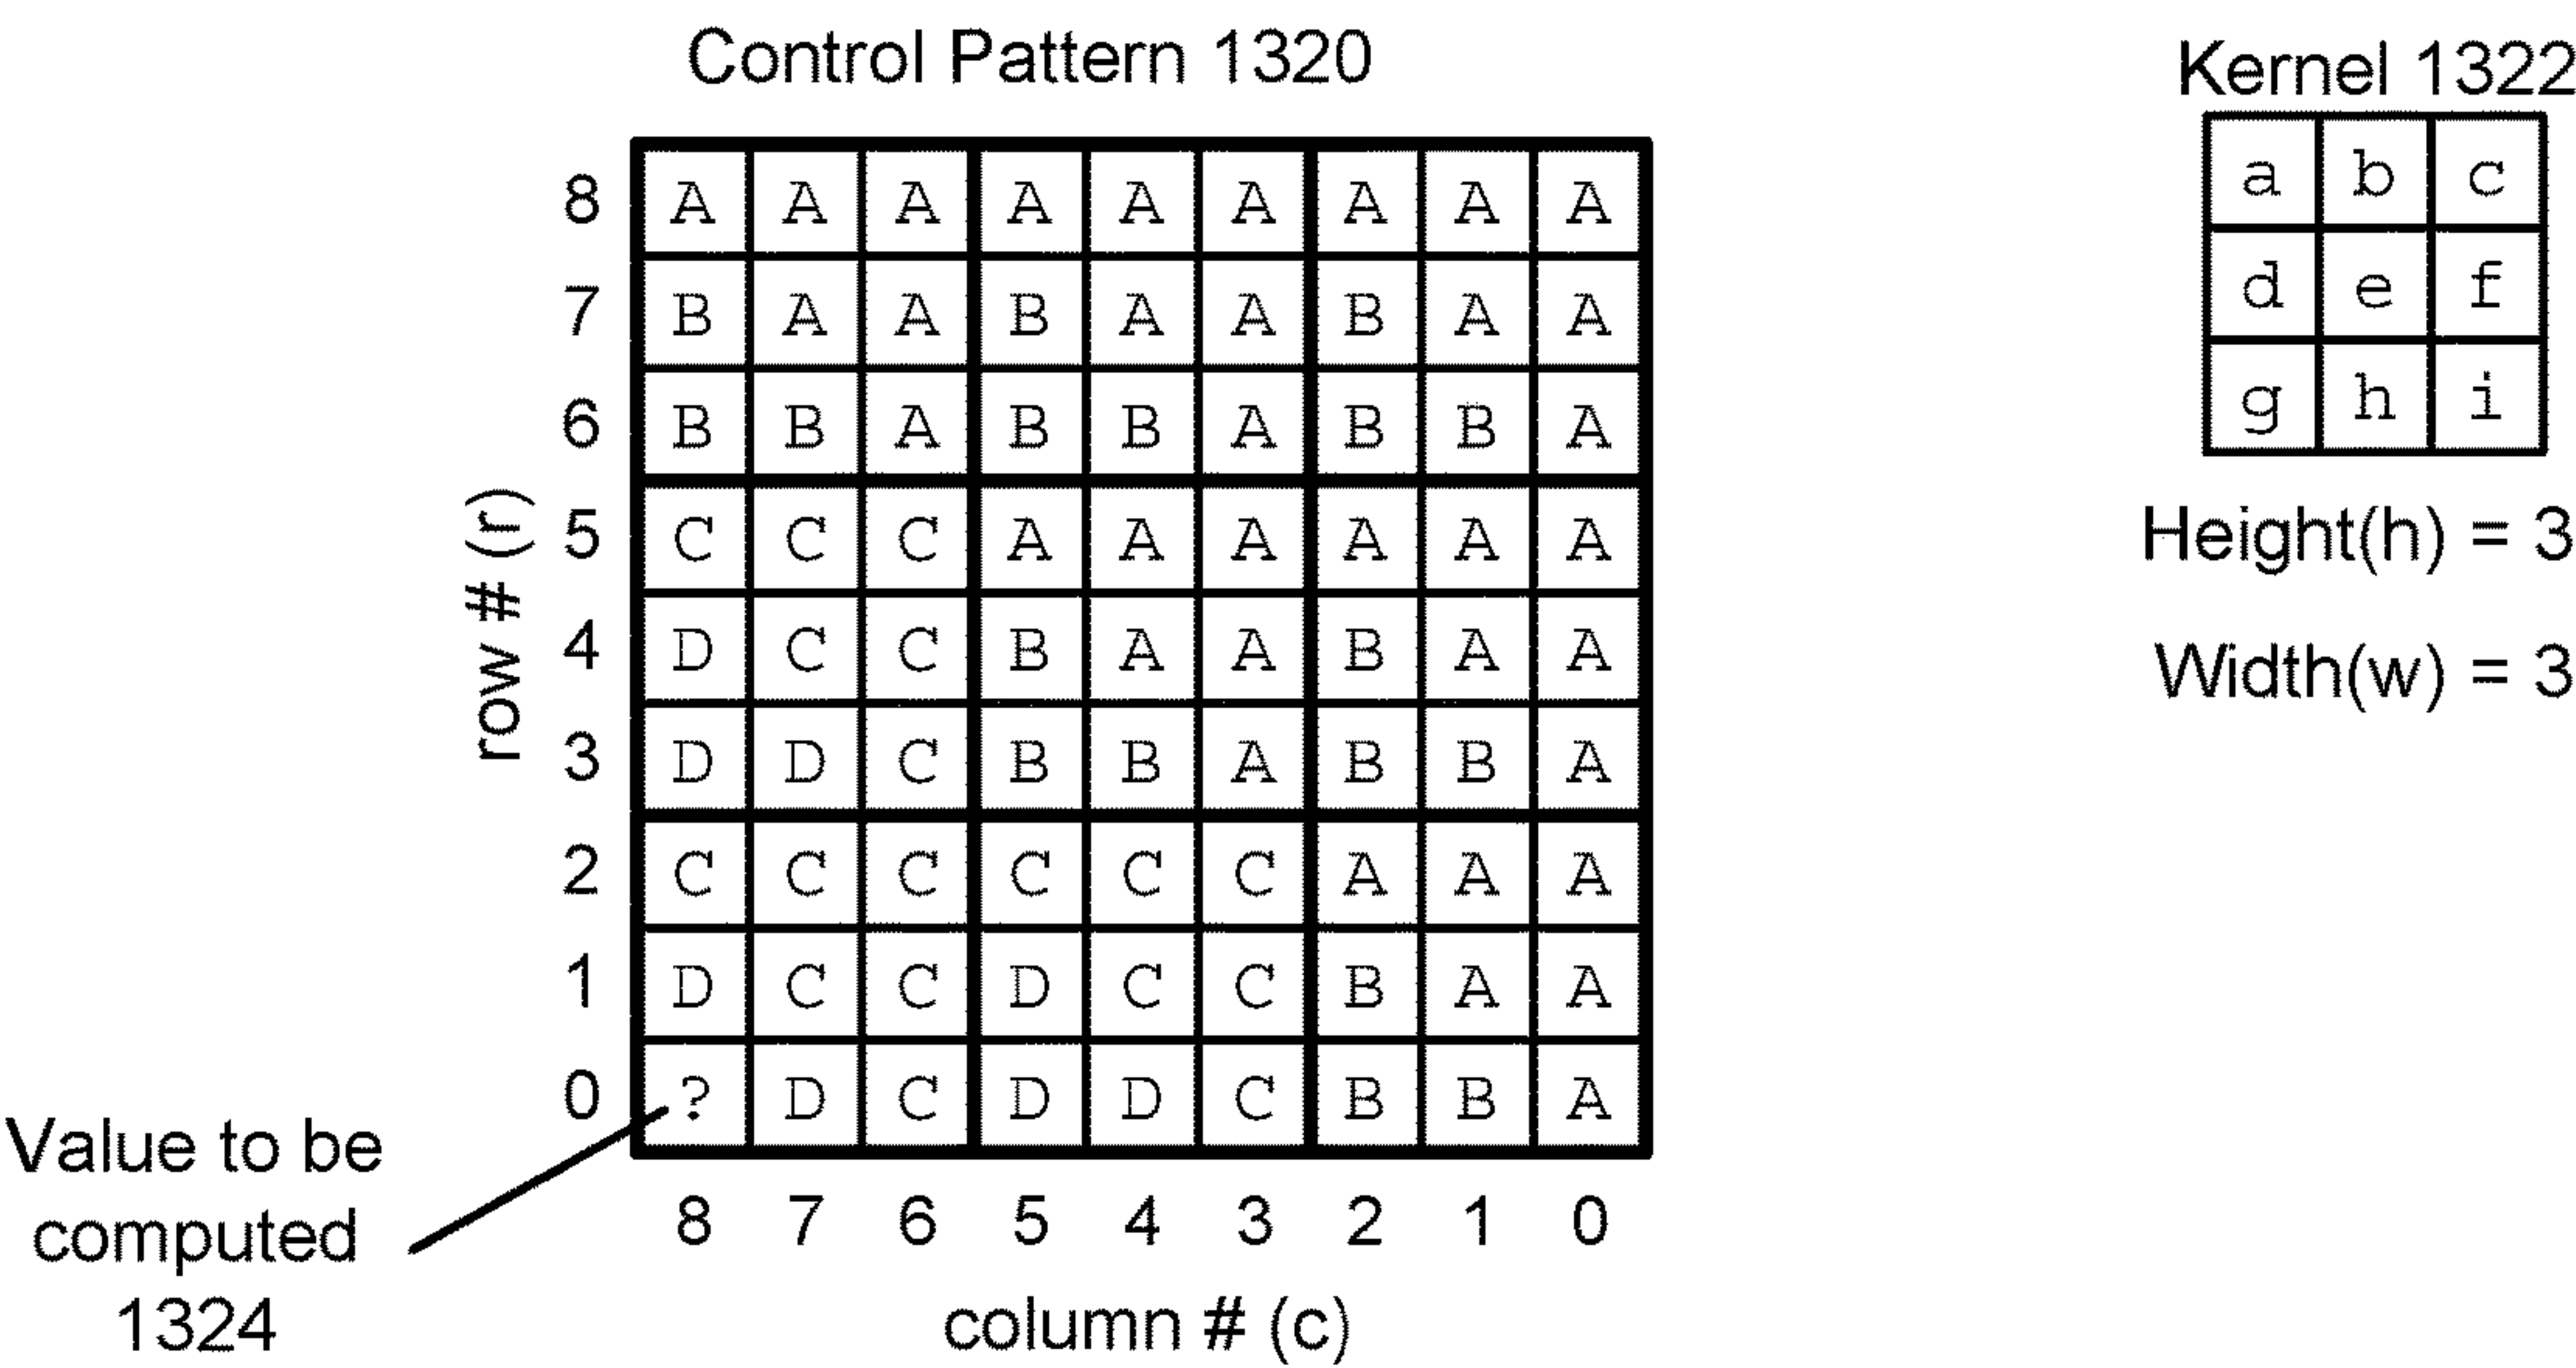 Control Pattern 1320
8 A A A A A A A A A
7 B A A B A A B A A
6 B B A B B A B B A
5 C C C A A A A A A
4 D C C B A A B A A
3 D D C B B A B B A
2 C C C C C C A A A
1 D C C D C C B A A
0 ? D C D D C B B A
8 7 6 5 4 3 2 1 0
row # (r)
column # (c)
Value to be
computed
1324
Kernel 1322
a b c
d e f
g h i
Height(h) = 3
Width(w) = 3